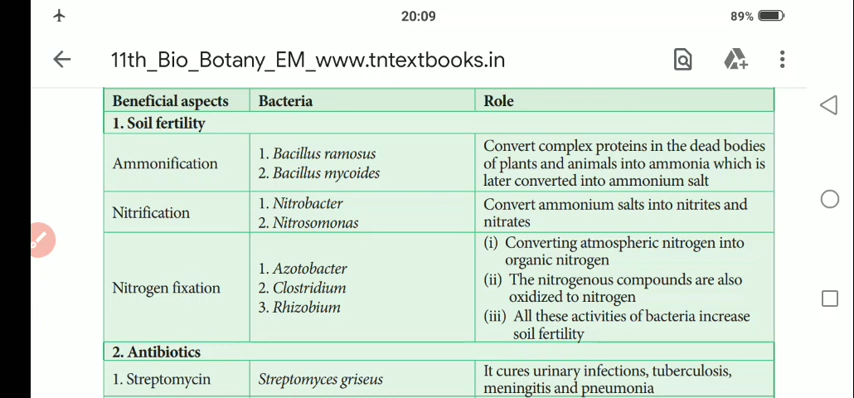 20:09
89%
11th_Bio_Botany_EM_www.tntextbooks.in
Beneficial aspects Bacteria Role
1. Soil fertility
Ammonification
1. Bacillus ramosus
2. Bacillus mycoides
Convert complex proteins in the dead bodies
of plants and animals into ammonia which is
later converted into ammonium salt
Nitrification
1. Nitrobacter
2. Nitrosomonas
Convert ammonium salts into nitrites and
nitrates
Nitrogen fixation
1. Azotobacter
2. Clostridium
3. Rhizobium
(i) Converting atmospheric nitrogen into
organic nitrogen
(ii) The nitrogenous compounds are also
oxidized to nitrogen
(iii) All these activities of bacteria increase
soil fertility
2. Antibiotics
1. Streptomycin
Streptomyces griseus
It cures urinary infections, tuberculosis,
meningitis and pneumonia